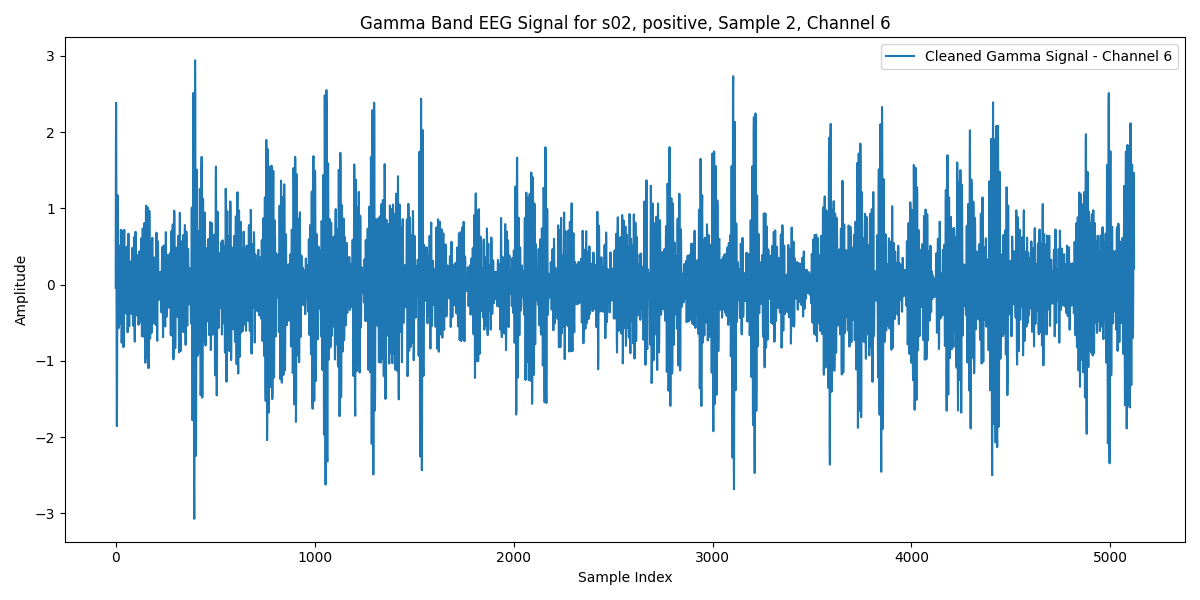 Gamma Band EEG Signal for s02, positive, Sample 2, Channel 6
Cleaned Gamma Signal - Channel 6
3
2
1
0
−1
−2
−3
Amplitude
0 1000 2000 3000 4000 5000
Sample Index